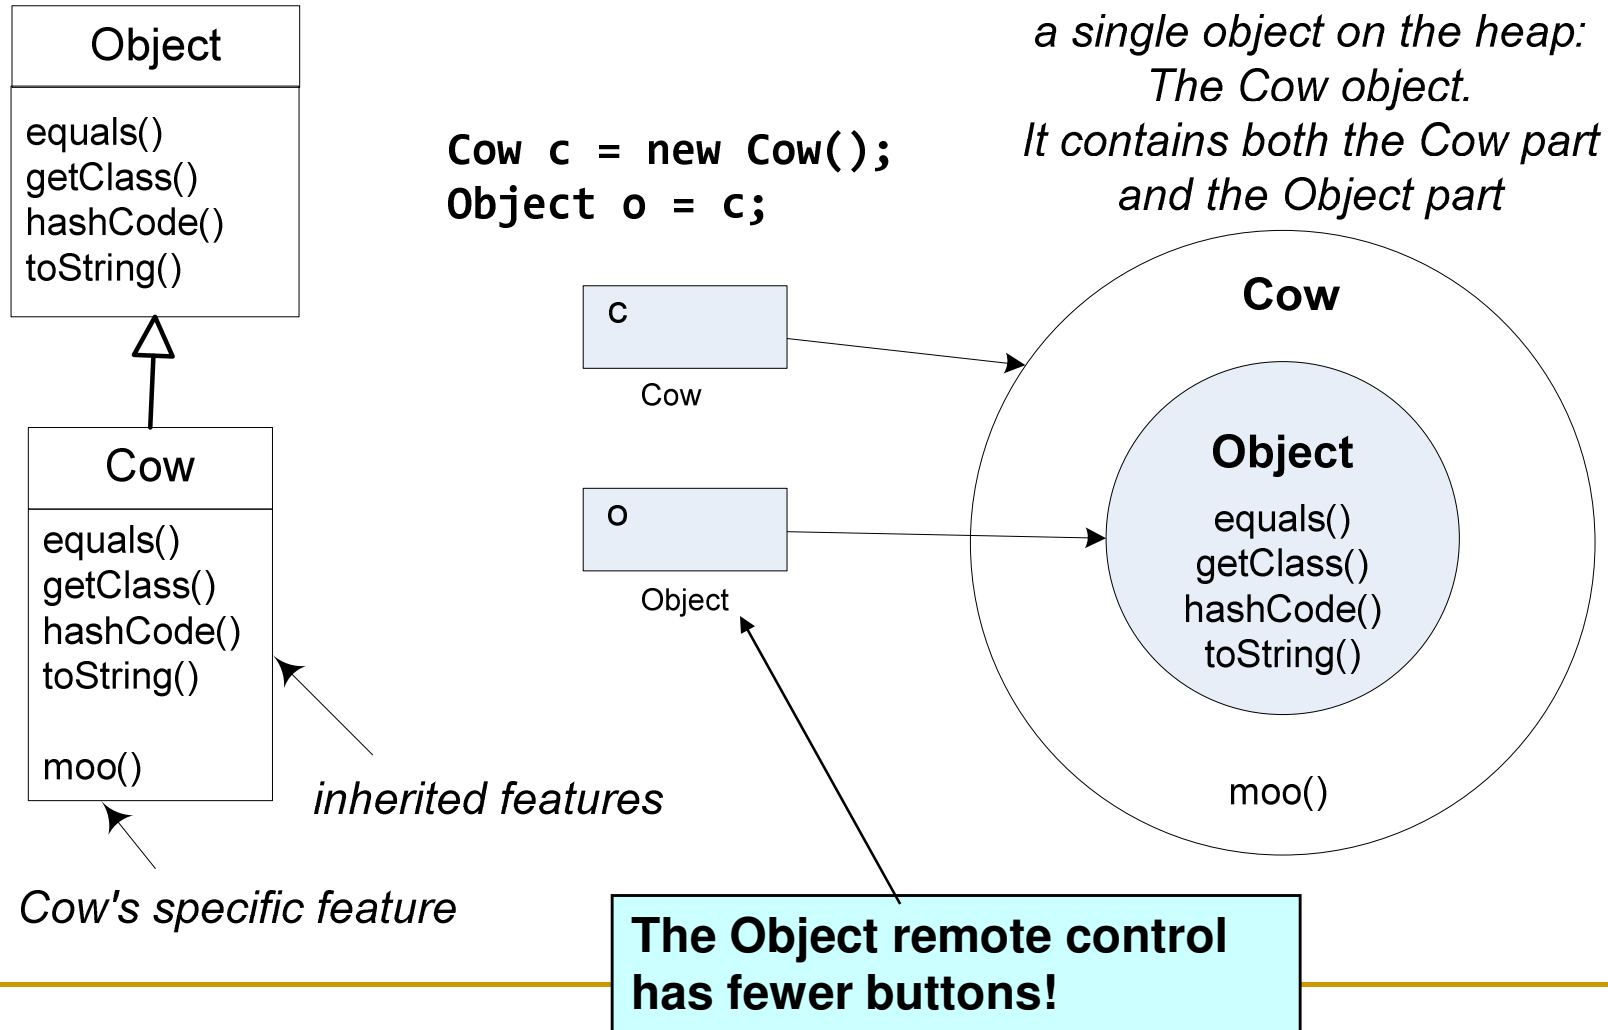 Object
equals()
getClass()
hashCode()
toString()
Cow
equals()
getClass()
hashCode()
toString()
moo()
inherited features
Cow's specific feature
Cow c = new Cow();
Object o = c;
c
Cow
o
Object
a single object on the heap:
The Cow object.
It contains both the Cow part
and the Object part
Cow
Object
equals()
getClass()
hashCode()
toString()
moo()
The Object remote control
has fewer buttons!